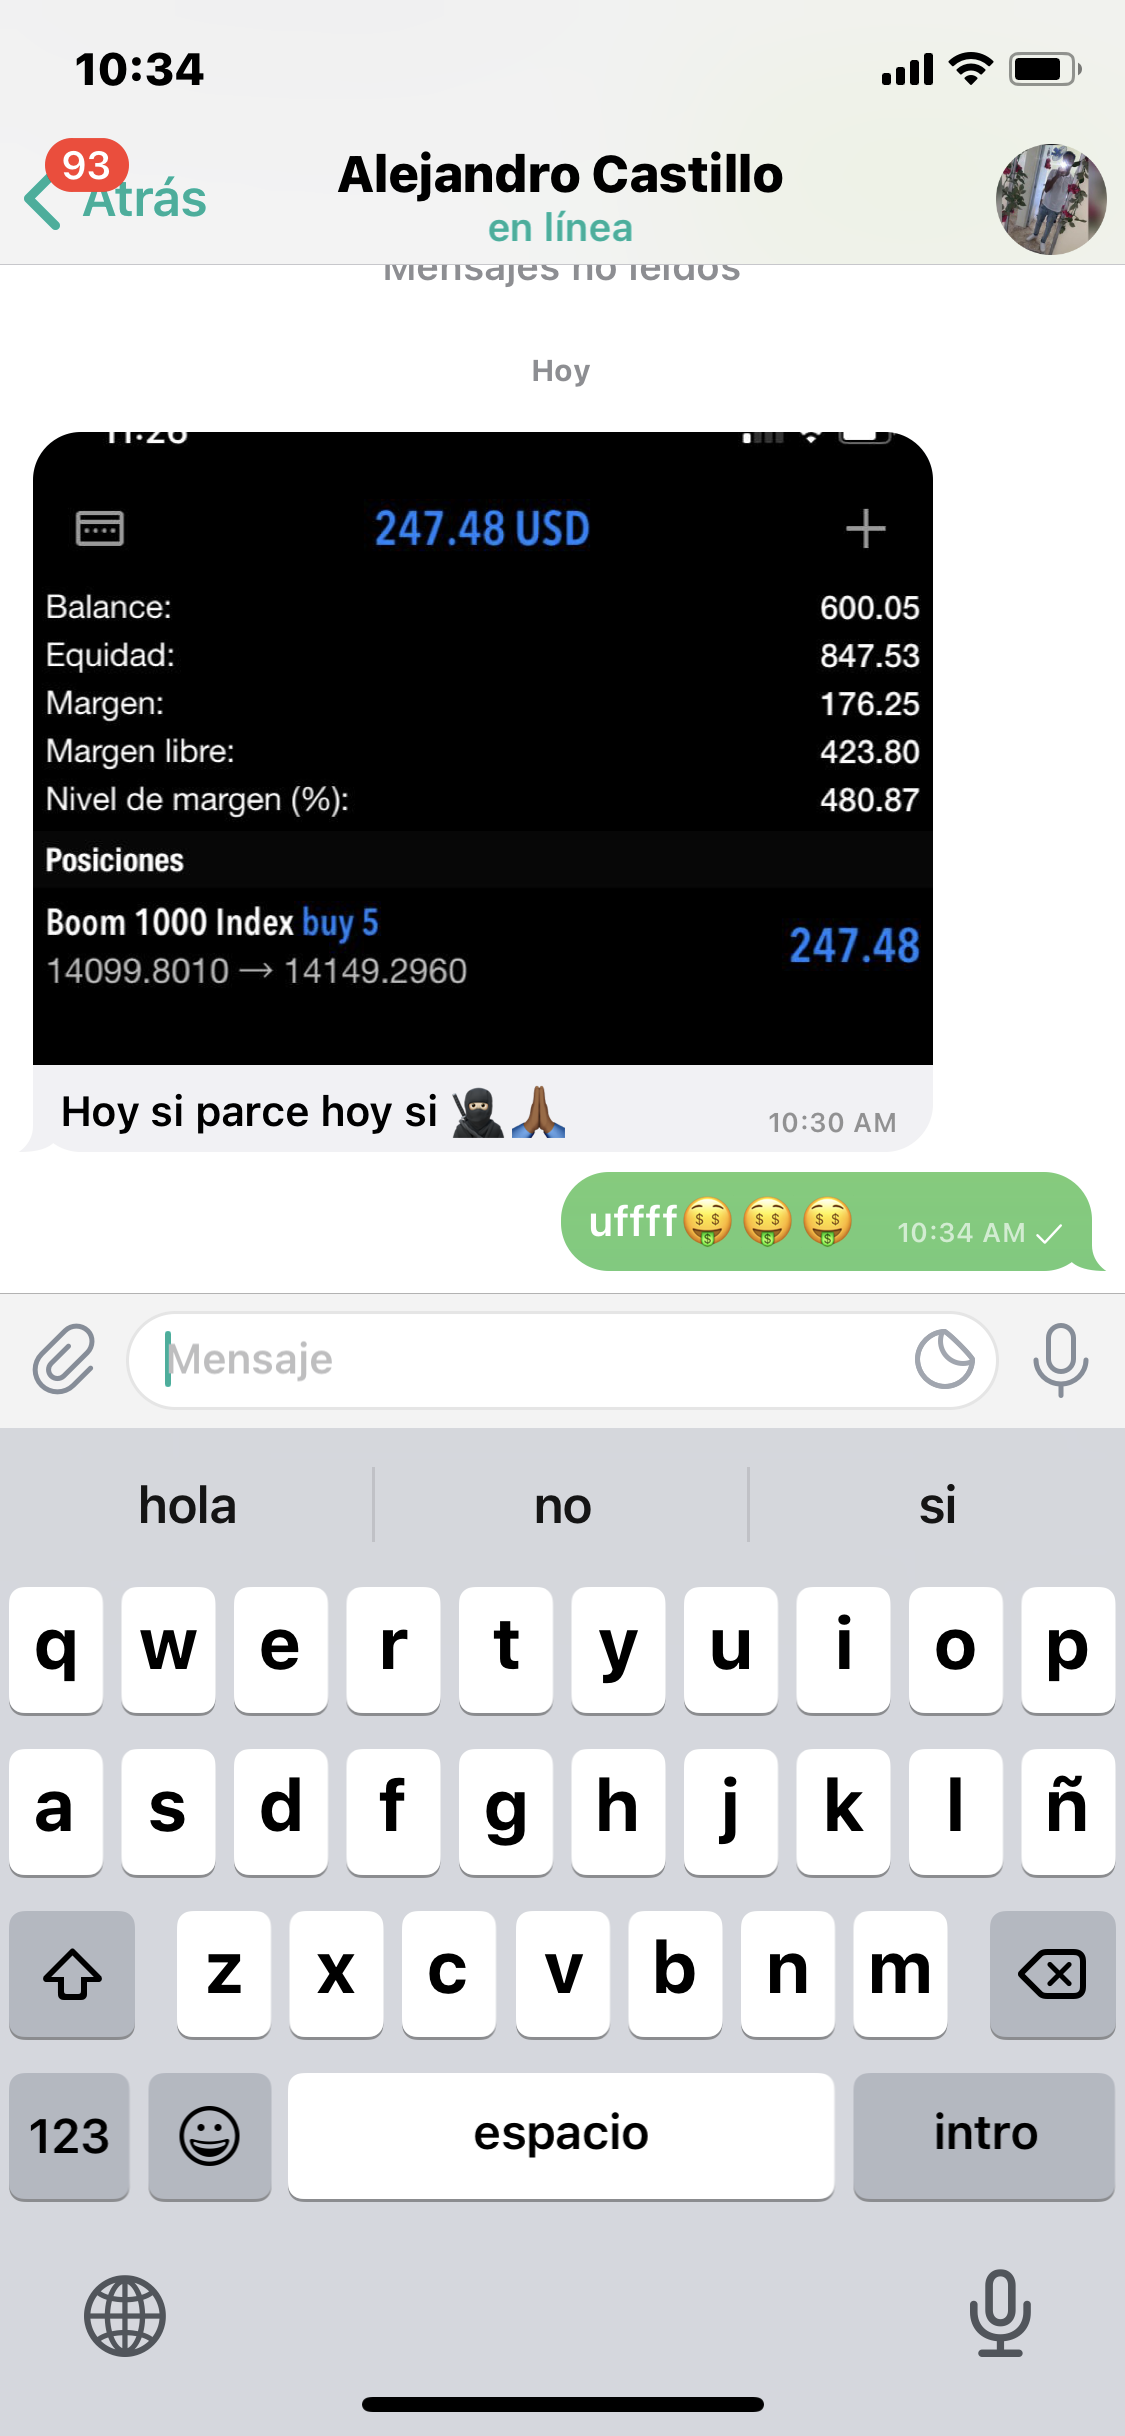 10:34
93
Atrás
Alejandro Castillo
en línea
Mensajes no leídos
Hoy
11:26
247.48 USD
Balance: 600.05
Equidad: 847.53
Margen: 176.25
Margen libre: 423.80
Nivel de margen (%): 480.87
Posiciones
Boom 1000 Index buy 5
247.48
14099.8010 → 14149.2960
Hoy si parce hoy si 🥷🏿🙏🏾
10:30 AM
uffff🤑🤑🤑 10:34 AM
Mensaje
hola no si
q w e r t y u i o p
a s d f g h j k l ñ
z x c v b n m
123 espacio intro